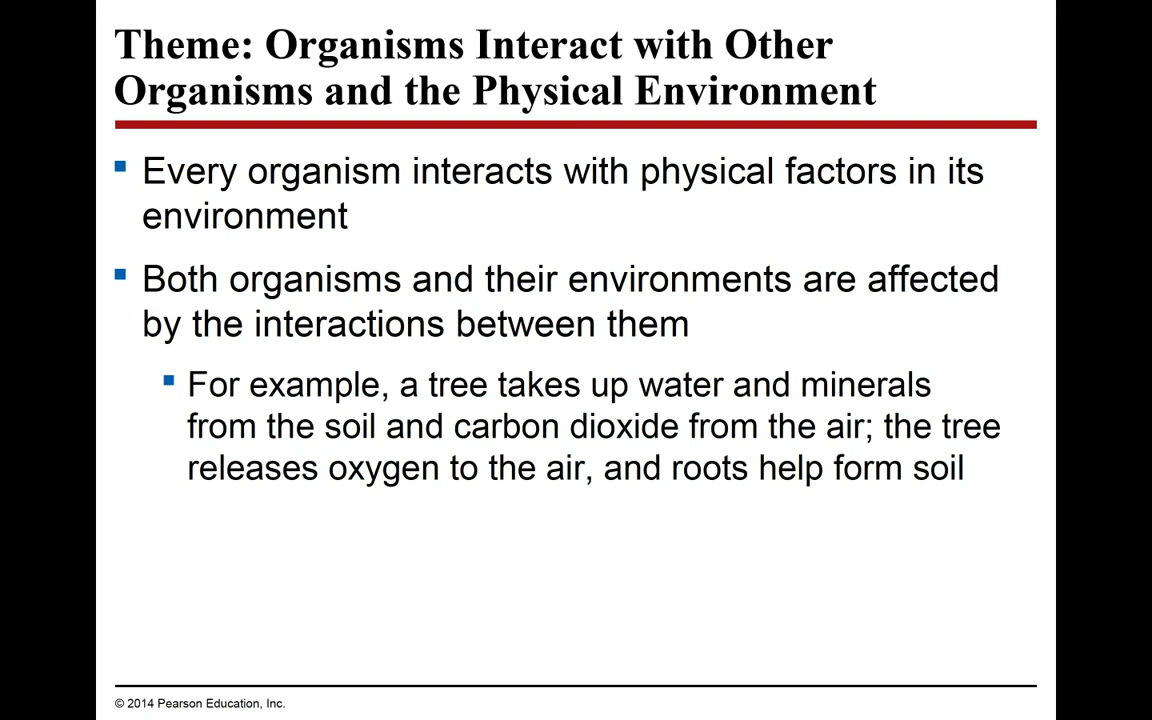 Theme: Organisms Interact with Other
Organisms and the Physical Environment
Every organism interacts with physical factors in its
environment
Both organisms and their environments are affected
by the interactions between them
For example, a tree takes up water and minerals
from the soil and carbon dioxide from the air; the tree
releases oxygen to the air, and roots help form soil
© 2014 Pearson Education, Inc.